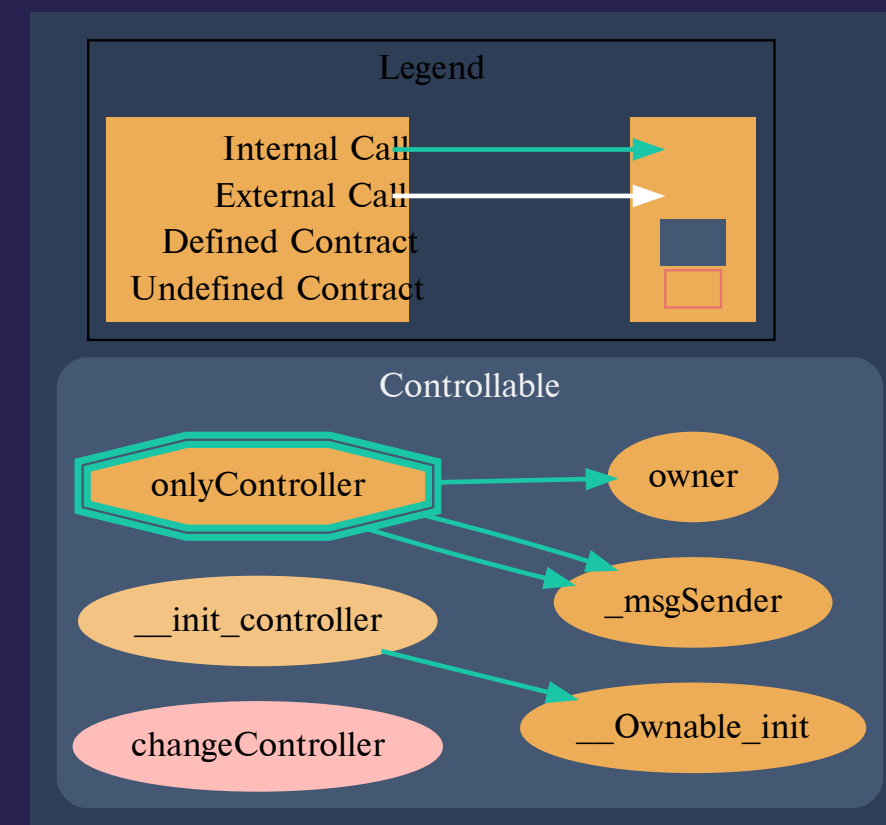 Legend
Internal Call
External Call
Defined Contract
Undefined Contract
Controllable
onlyController
owner
_msgSender
__init_controller
__Ownable_init
changeController